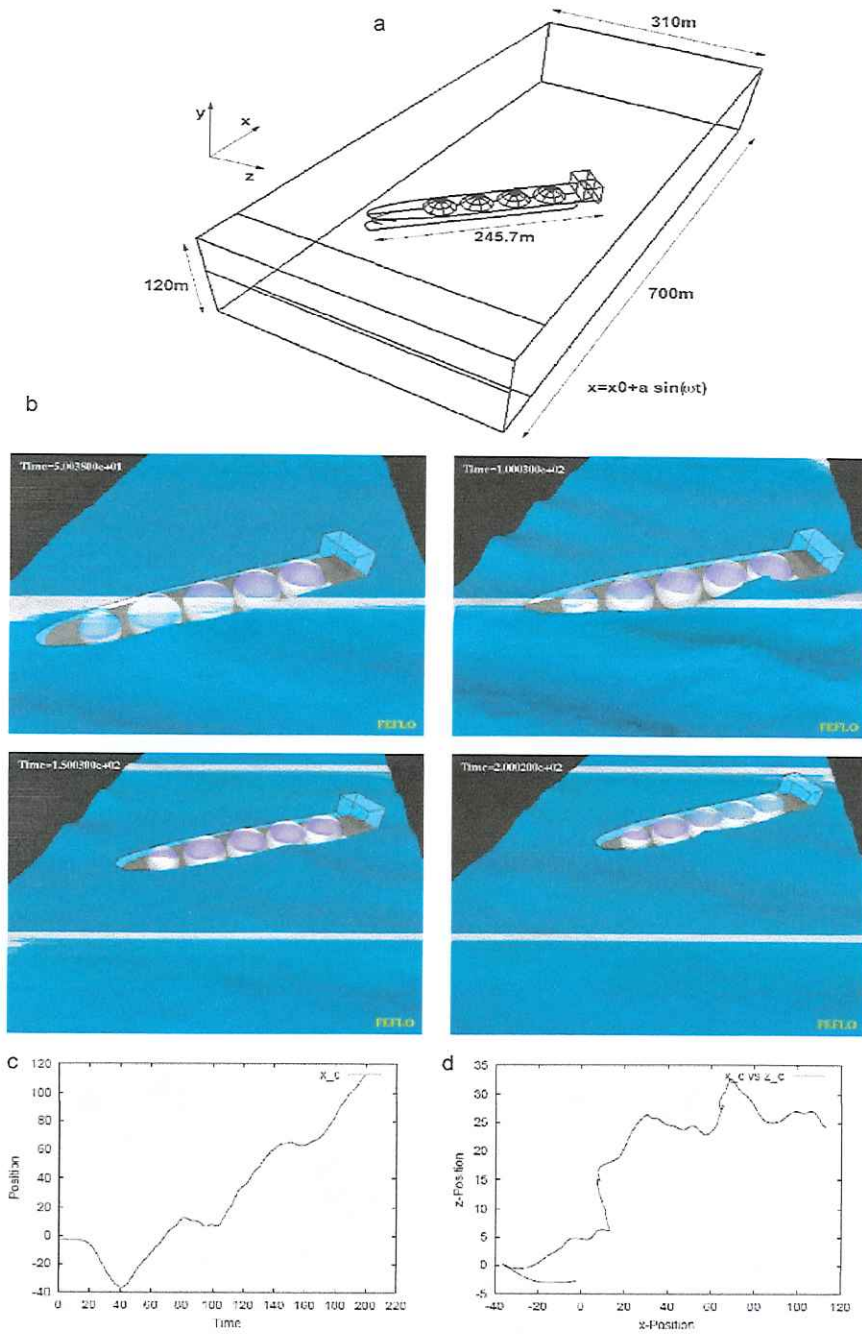 a
310m
y
x
z
245.7m
120m
700m
x=x0+a sin(ωt)
b
Time=5.003800e+01
FEFLO
Time=1.000300e+02
FEFLO
Time=1.500300e+02
FEFLO
Time=2.000200e+02
FEFLO
c
120
100
80
60
40
20
0
-20
-40
Position
x_c
0 20 40 60 80 100 120 140 160 180 200 220
Time
d
35
30
25
20
15
10
5
0
-5
z-Position
x_c vs z_c
-40 -20 0 20 40 60 80 100 120
x-Position